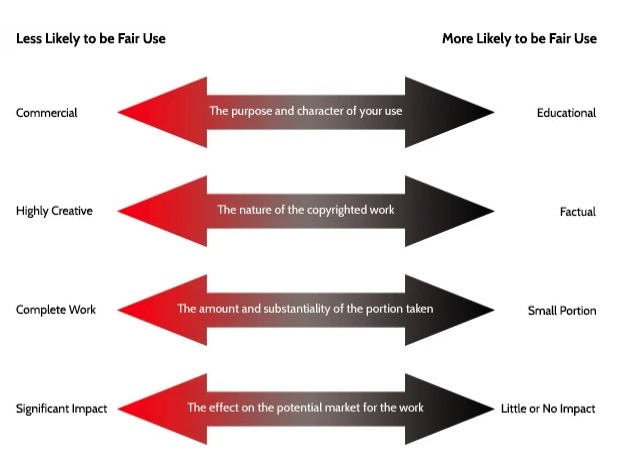 Less Likely to be Fair Use
More Likely to be Fair Use
Commercial
The purpose and character of your use
Educational
Highly Creative
The nature of the copyrighted work
Factual
Complete Work
The amount and substantiality of the portion taken
Small Portion
Significant Impact
The effect on the potential market for the work
Little or No Impact